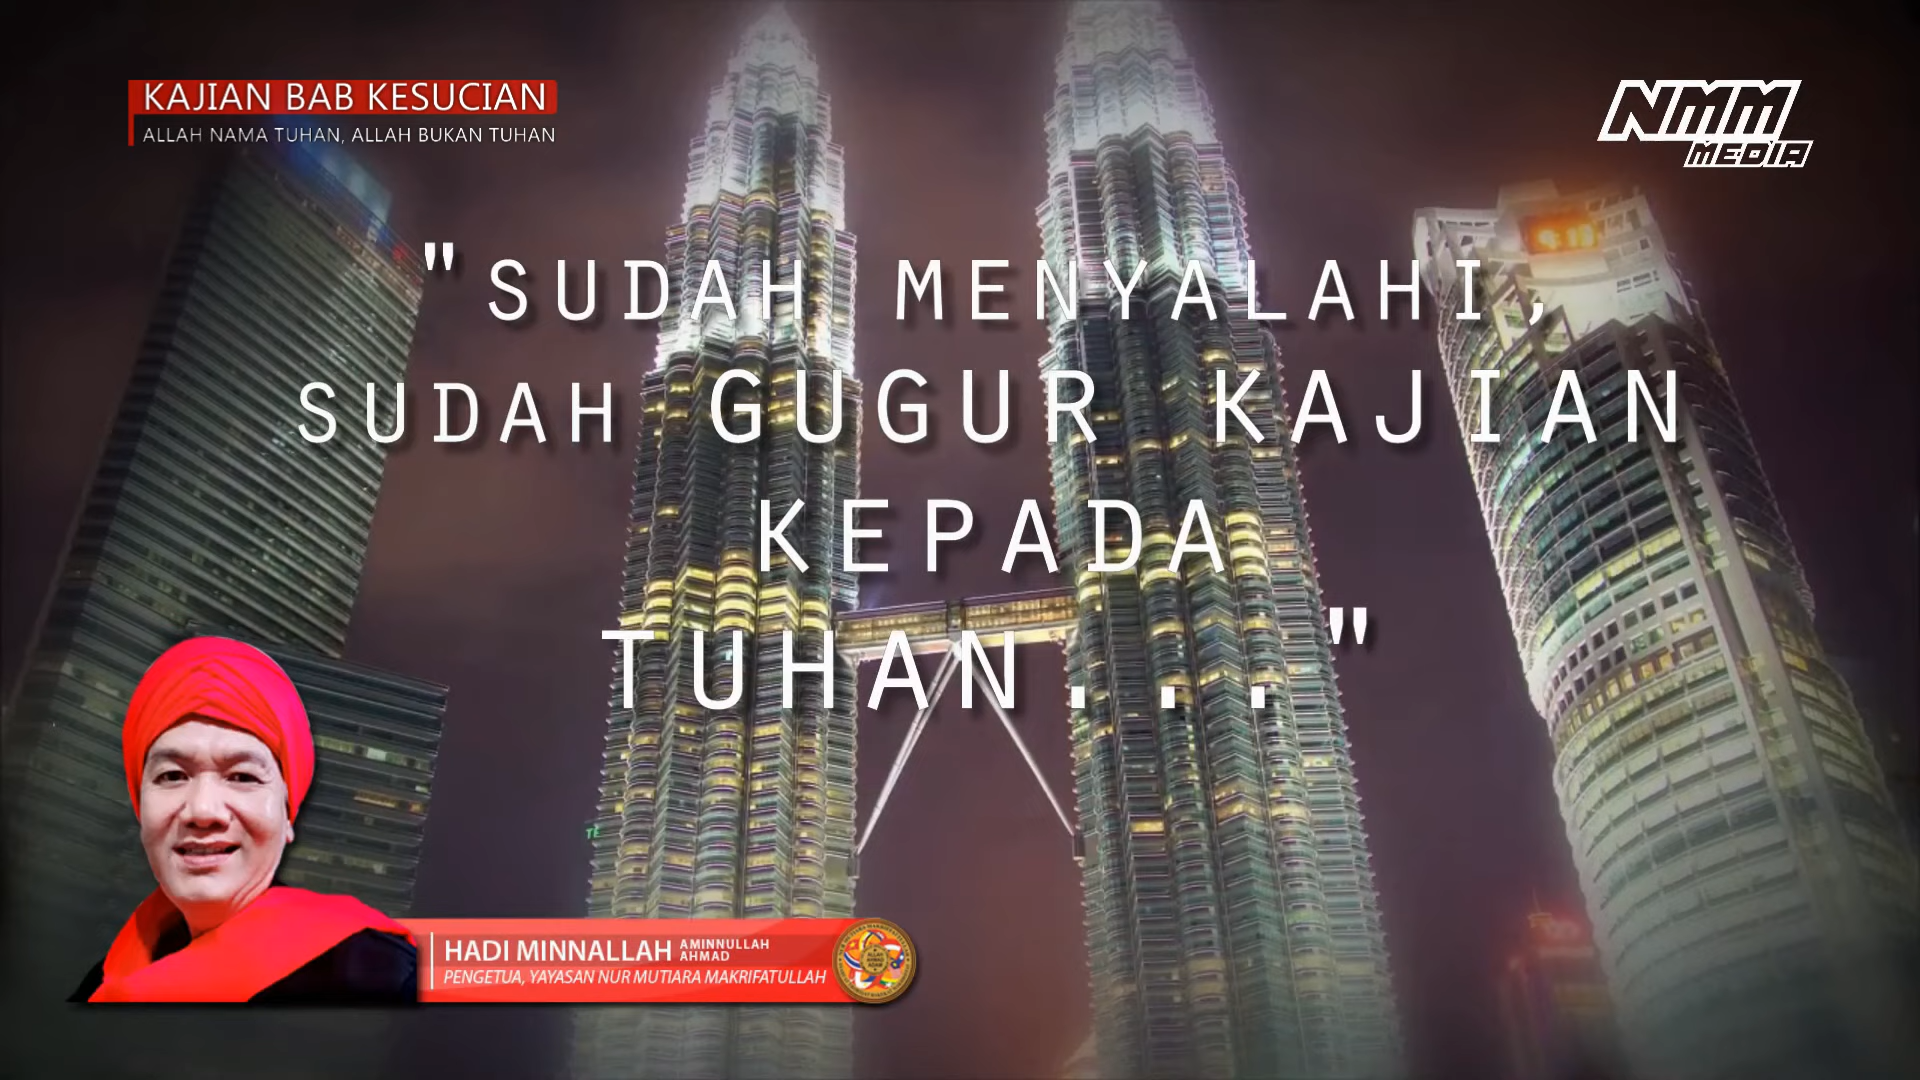 KAJIAN BAB KESUCIAN
ALLAH NAMA TUHAN, ALLAH BUKAN TUHAN
NMM
MEDIA
"SUDAH MENYALAHI,
SUDAH GUGUR KAJIAN
KEPADA
TUHAN..."
HADI MINNALLAH AMINNULLAH
AHMAD
PENGETUA, YAYASAN NUR MUTIARA MAKRIFATULLAH